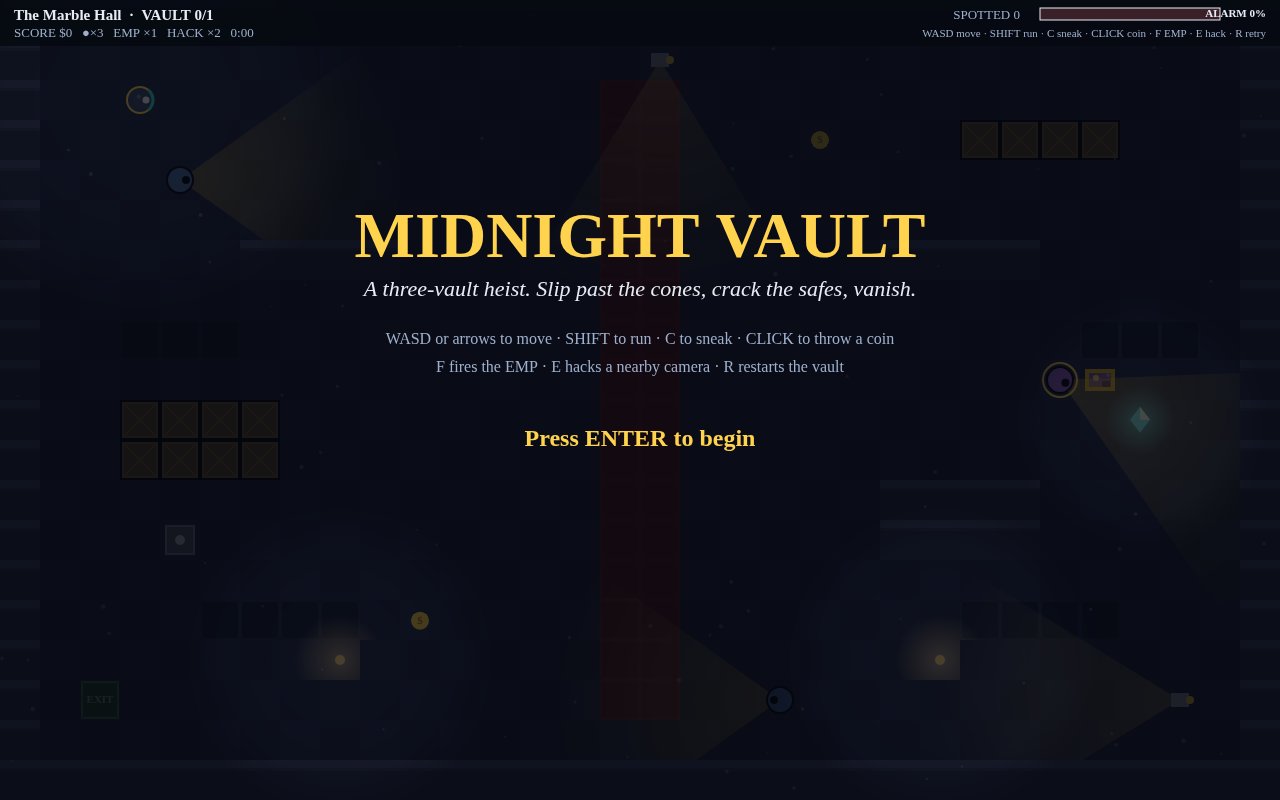 The Marble Hall · VAULT 0/1
SPOTTED 0
ALARM 0%
SCORE $0 ●×3 EMP ×1 HACK ×2 0:00
WASD move · SHIFT run · C sneak · CLICK coin · F EMP · E hack · R retry
$
MIDNIGHT VAULT
A three-vault heist. Slip past the cones, crack the safes, vanish.
WASD or arrows to move · SHIFT to run · C to sneak · CLICK to throw a coin
F fires the EMP · E hacks a nearby camera · R restarts the vault
Press ENTER to begin
$
EXIT